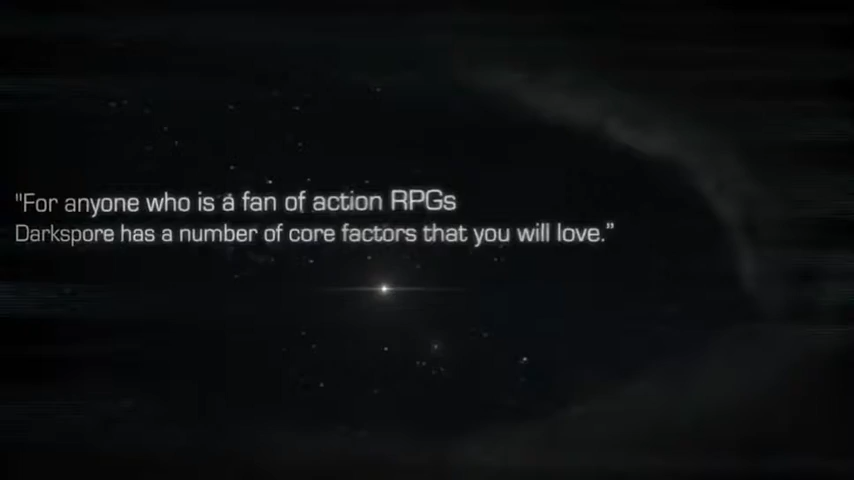 "For anyone who is a fan of action RPGs
Darkspore has a number of core factors that you will love.”